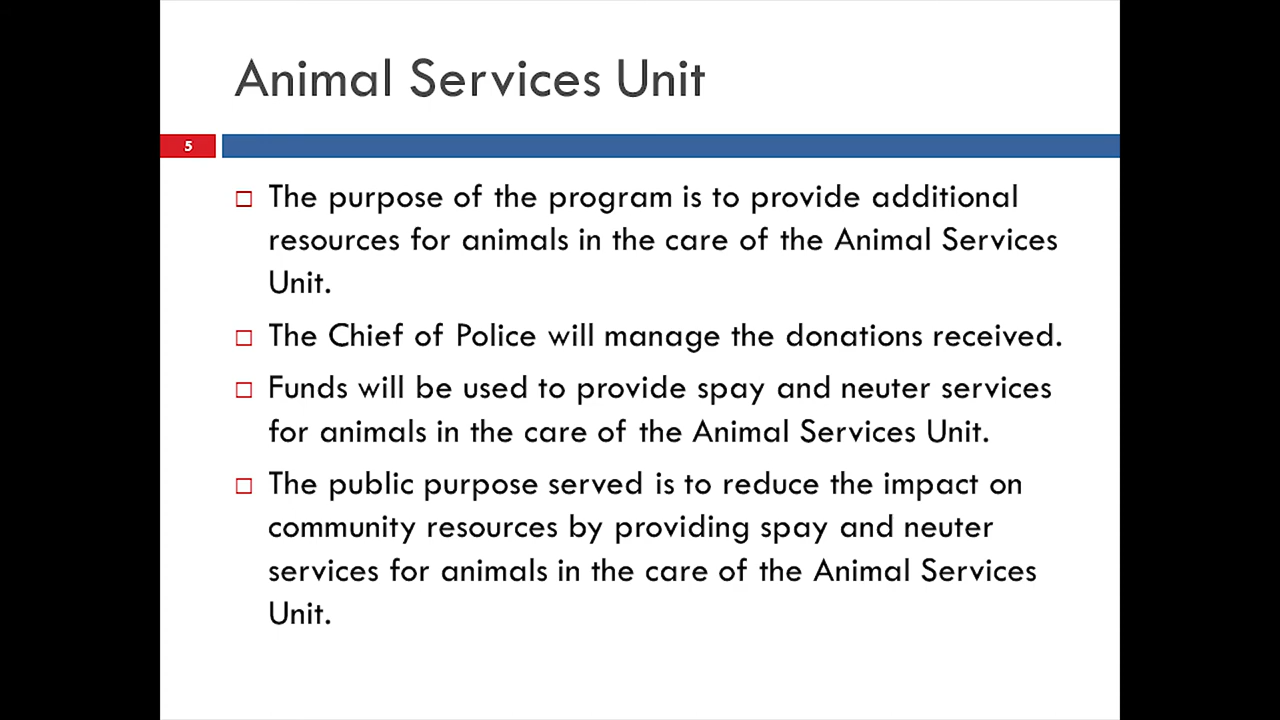 Animal Services Unit
5
The purpose of the program is to provide additional
resources for animals in the care of the Animal Services
Unit.
The Chief of Police will manage the donations received.
Funds will be used to provide spay and neuter services
for animals in the care of the Animal Services Unit.
The public purpose served is to reduce the impact on
community resources by providing spay and neuter
services for animals in the care of the Animal Services
Unit.